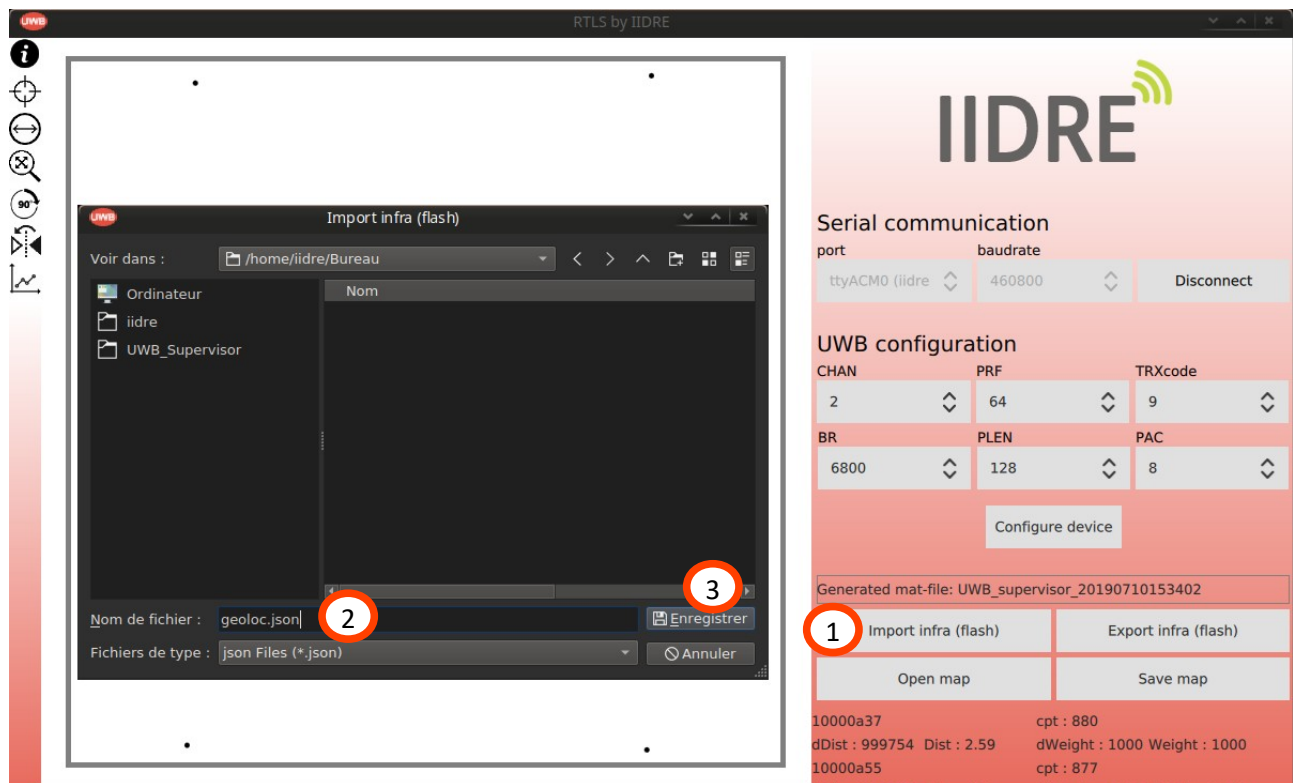 UWB
RTLS by IIDRE
i
90°
IIDRE
UWB
Import infra (flash)
Voir dans :
/home/iidre/Bureau
Ordinateur
iidre
UWB_Supervisor
Nom
Nom de fichier :
geoloc.json
2
3
Enregistrer
Fichiers de type :
json Files (*.json)
Annuler
Serial communication
port baudrate
ttyACM0 (iidre 460800 Disconnect
UWB configuration
CHAN PRF TRXcode
2 64 9
BR PLEN PAC
6800 128 8
Configure device
Generated mat-file: UWB_supervisor_20190710153402
1 Import infra (flash) Export infra (flash)
Open map Save map
10000a37 cpt : 880
dDist : 999754 Dist : 2.59 dWeight : 1000 Weight : 1000
10000a55 cpt : 877